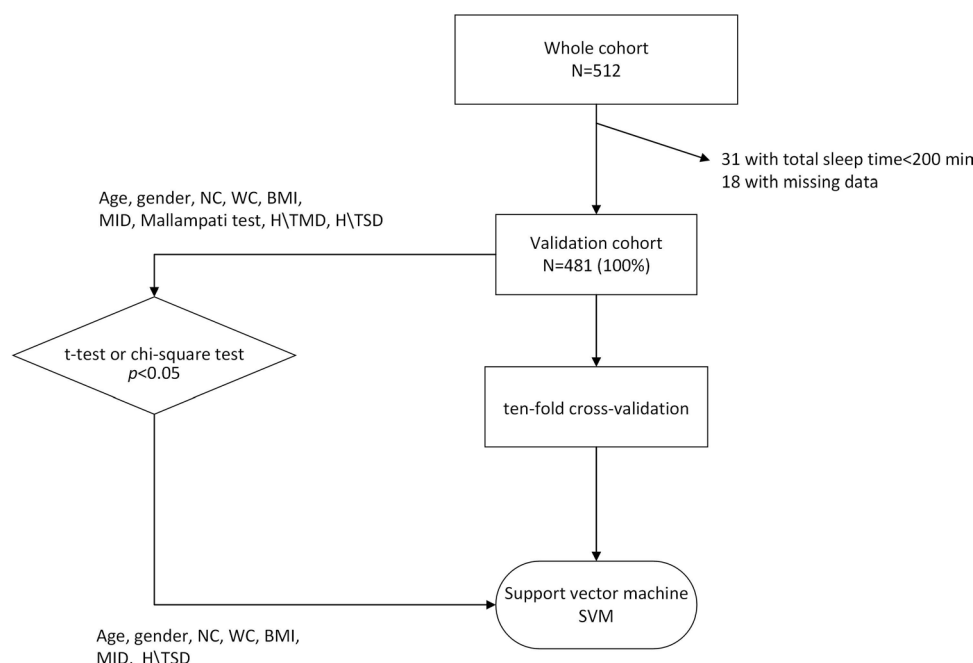 Whole cohort
N=512
31 with total sleep time<200 min
18 with missing data
Age, gender, NC, WC, BMI,
MID, Mallampati test, H\TMD, H\TSD
Validation cohort
N=481 (100%)
t-test or chi-square test
p<0.05
ten-fold cross-validation
Support vector machine
SVM
Age, gender, NC, WC, BMI,
MID, H\TSD